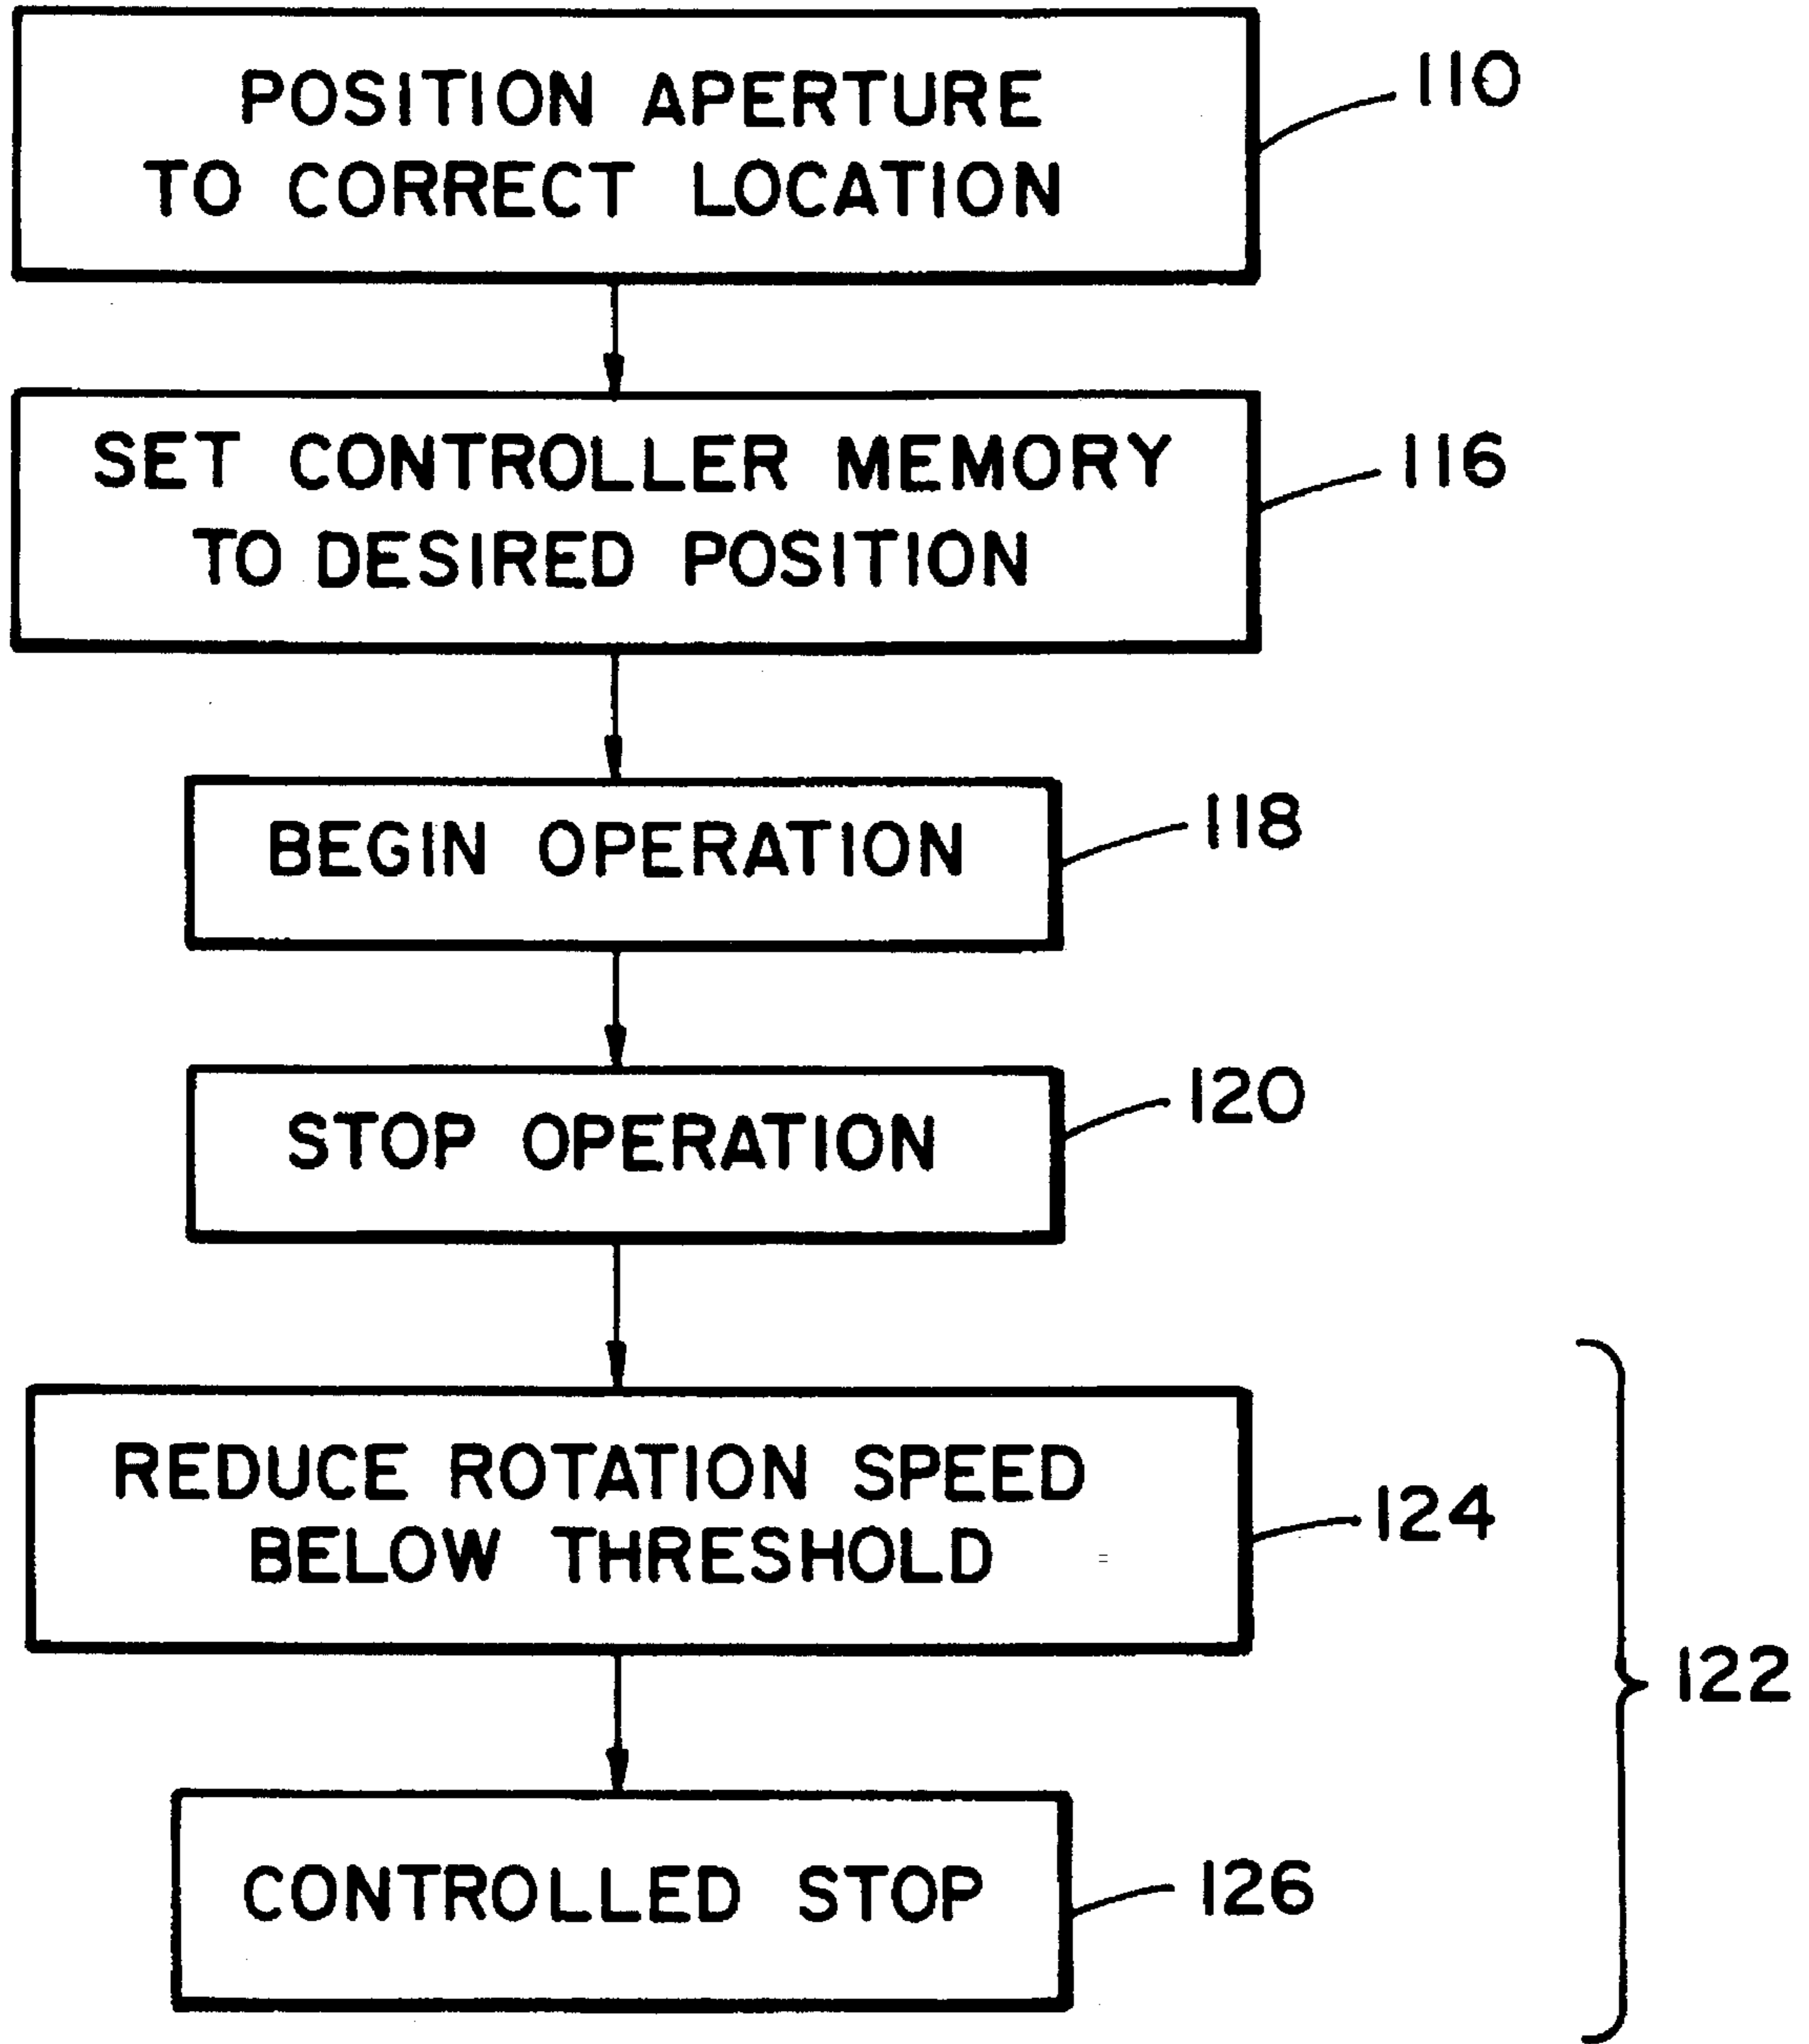 POSITION APERTURE
TO CORRECT LOCATION
110
SET CONTROLLER MEMORY
TO DESIRED POSITION
116
BEGIN OPERATION
118
STOP OPERATION
120
REDUCE ROTATION SPEED
BELOW THRESHOLD
124
122
CONTROLLED STOP
126